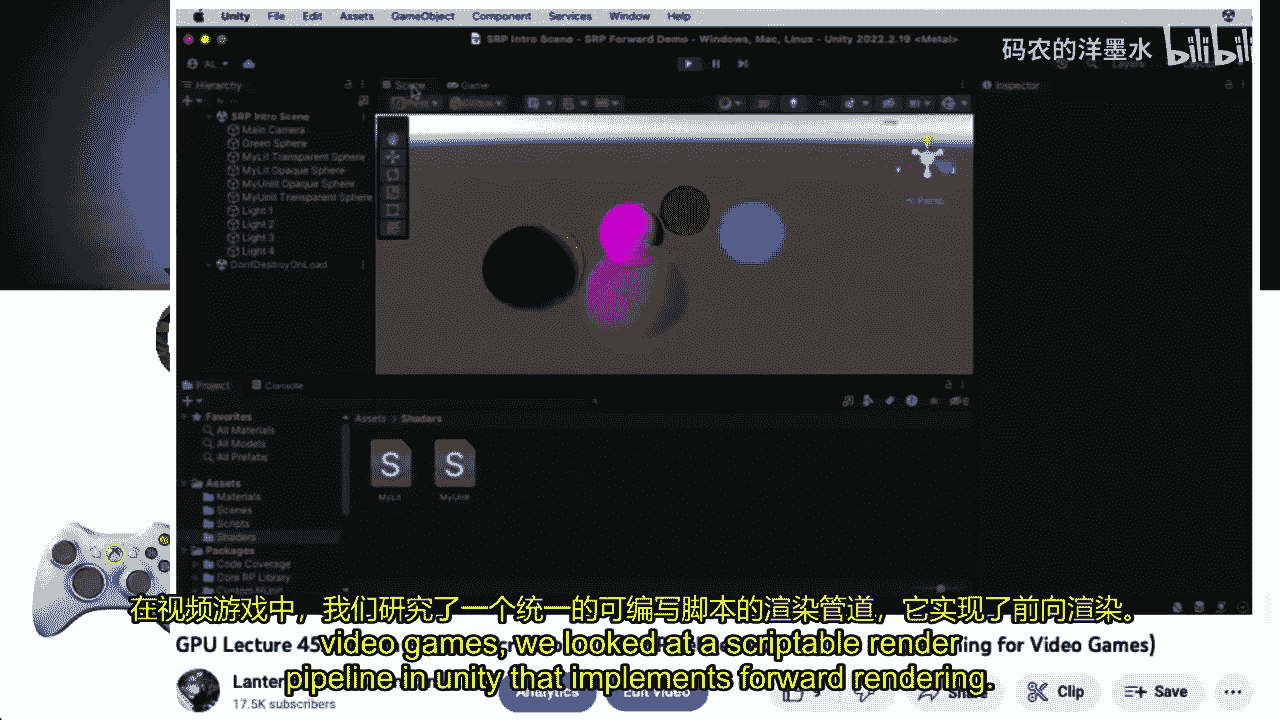 Unity File Edit Assets GameObject Component Services Window Help
SRP Intro Scene - SRP Forward Demo - Windows, Mac, Linux - Unity 2022.2.19 <Metal>
码农的洋墨水 bilibili
AL
Layers
Hierarchy
Scene Game
Inspector
SRP Intro Scene
Main Camera
Green Sphere
MyLit Transparent Sphere
MyLit Opaque Sphere
MyUnlit Opaque Sphere
MyUnlit Transparent Sphere
Light 1
Light 2
Light 3
Light 4
DontDestroyOnLoad
Persp
Project Console
Favorites
All Materials
All Models
All Prefabs
Assets > Shaders
Assets
Materials
Scenes
Scripts
Shaders
Packages
Code Coverage
Core RP Library
MyLit
MyUnlit
在视频游戏中，我们研究了一个统一的可编写脚本的渲染管道，它实现了前向渲染。
video games, we looked at a scriptable render
pipeline in unity that implements forward rendering.
GPU Lecture 45
ning for Video Games)
Lanter
17.5K subscribers
Analytics
Edit video
Share
Clip
Save